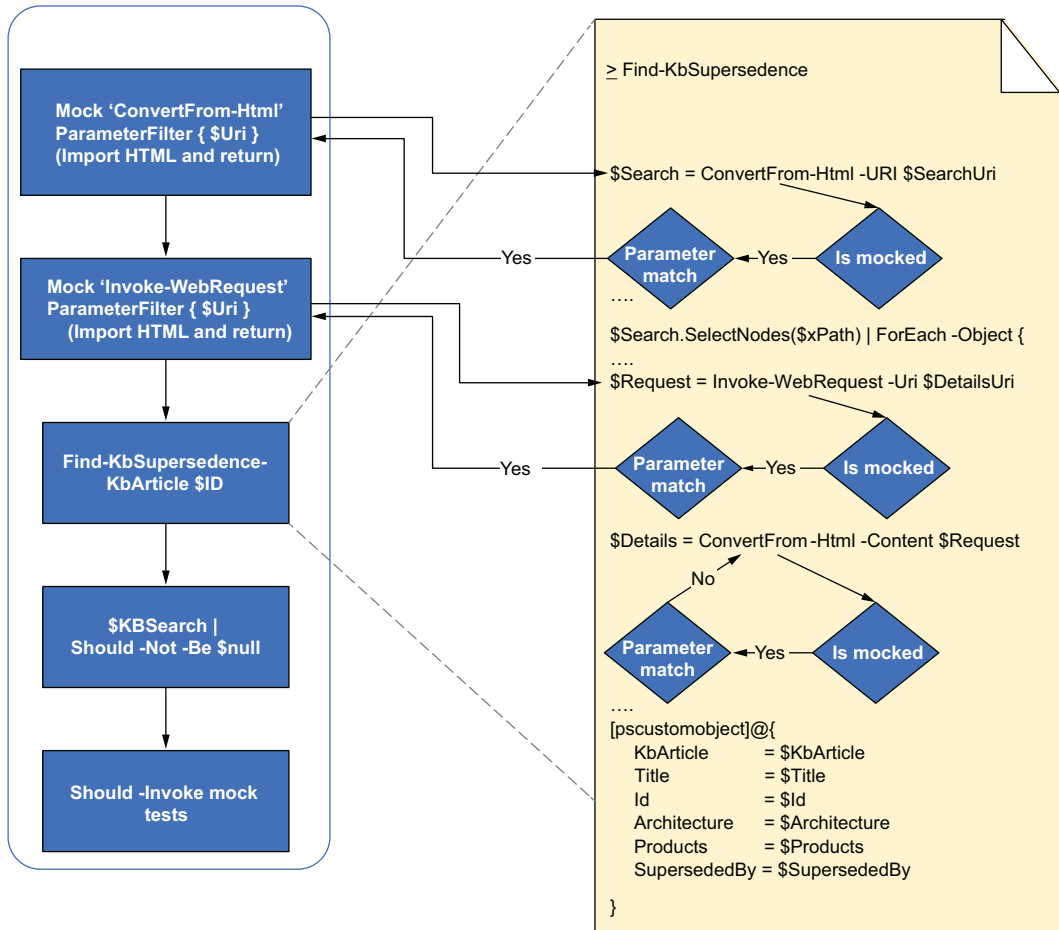 Mock ‘ConvertFrom-Html’
ParameterFilter { $Uri }
(Import HTML and return)
Mock ‘Invoke-WebRequest’
ParameterFilter { $Uri }
(Import HTML and return)
Find-KbSupersedence-
KbArticle $ID
$KBSearch |
Should -Not -Be $null
Should -Invoke mock
tests
> Find-KbSupersedence
$Search = ConvertFrom-Html -URI $SearchUri
Is mocked
Yes
Parameter
match
Yes
....
$Search.SelectNodes($xPath) | ForEach -Object {
....
$Request = Invoke-WebRequest -Uri $DetailsUri
Is mocked
Yes
Parameter
match
Yes
$Details = ConvertFrom -Html -Content $Request
No
Is mocked
Yes
Parameter
match
....
[pscustomobject]@{
KbArticle = $KbArticle
Title = $Title
Id = $Id
Architecture = $Architecture
Products = $Products
SupersededBy = $SupersededBy
}